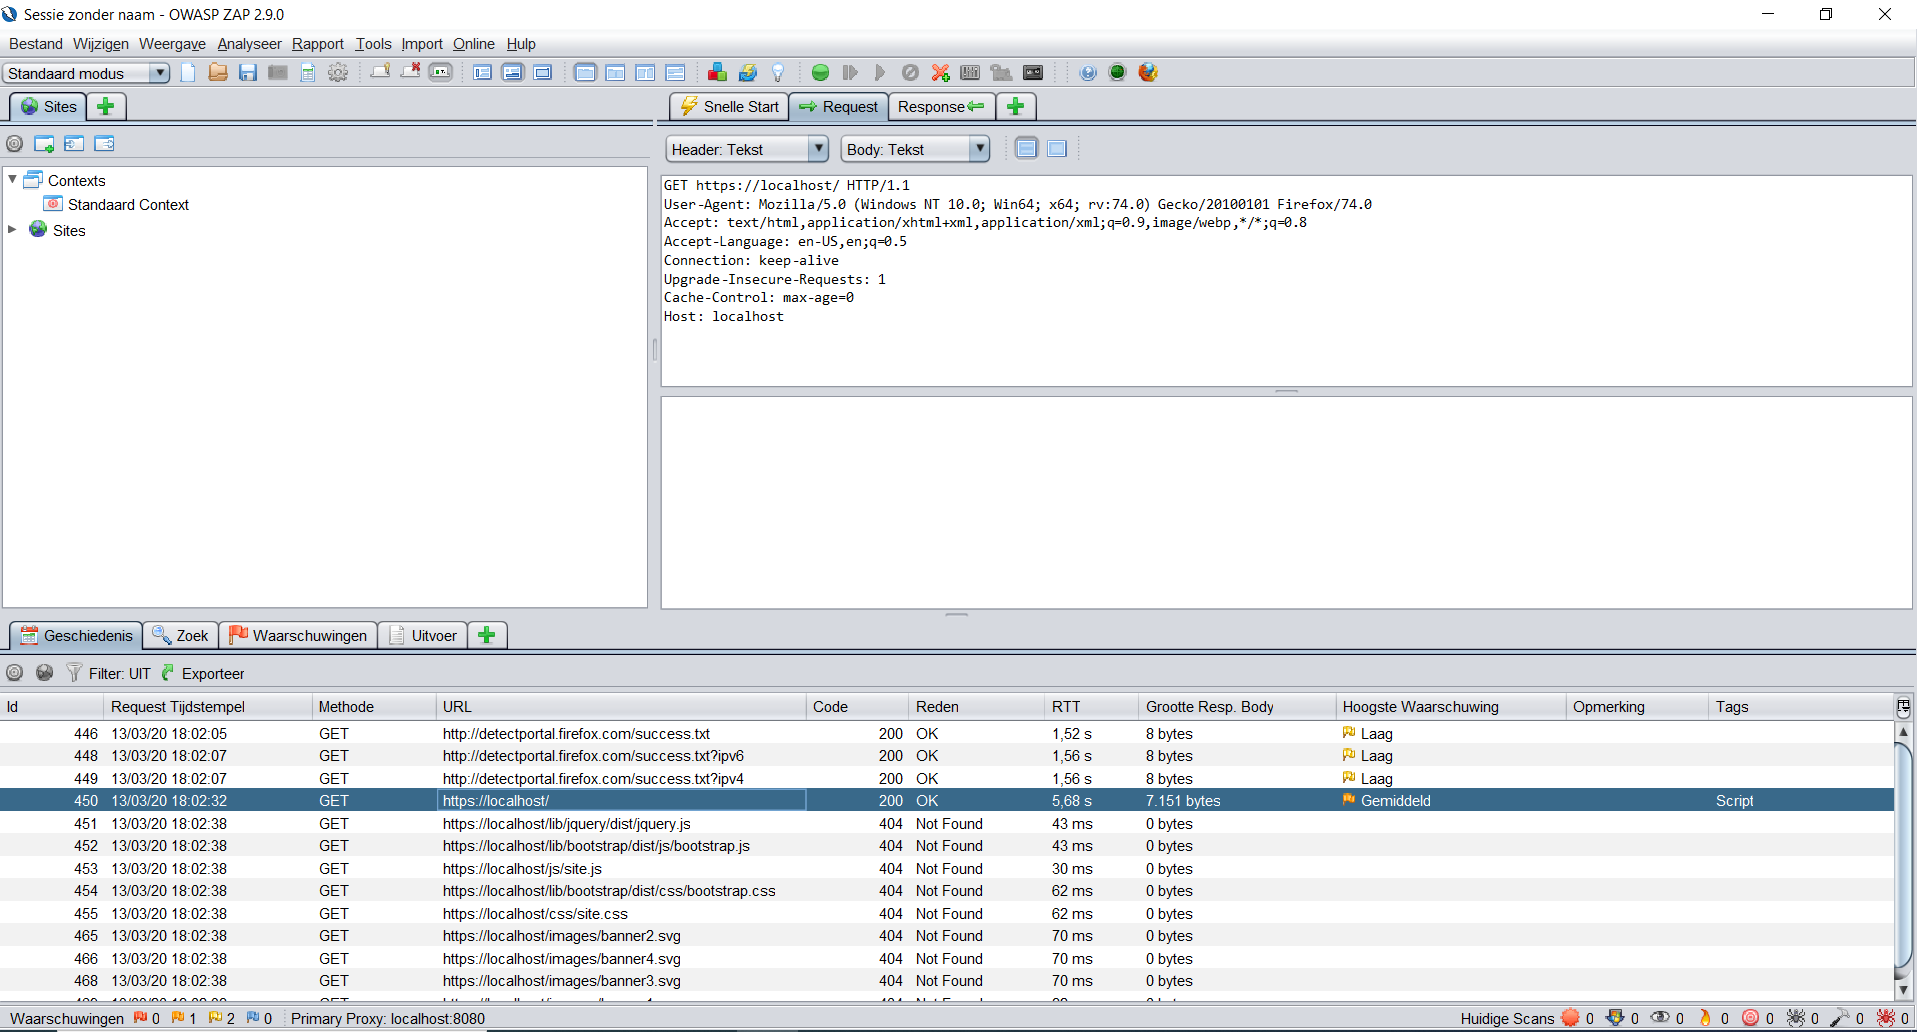 Sessie zonder naam - OWASP ZAP 2.9.0
Bestand Wijzigen Weergave Analyseer Rapport Tools Import Online Hulp
Standaard modus
Sites
Snelle Start Request Response
Header: Tekst Body: Tekst
Contexts
Standaard Context
Sites
GET https://localhost/ HTTP/1.1
User-Agent: Mozilla/5.0 (Windows NT 10.0; Win64; x64; rv:74.0) Gecko/20100101 Firefox/74.0
Accept: text/html,application/xhtml+xml,application/xml;q=0.9,image/webp,*/*;q=0.8
Accept-Language: en-US,en;q=0.5
Connection: keep-alive
Upgrade-Insecure-Requests: 1
Cache-Control: max-age=0
Host: localhost
Geschiedenis Zoek Waarschuwingen Uitvoer
Filter: UIT Exporteer
Id Request Tijdstempel Methode URL Code Reden RTT Grootte Resp. Body Hoogste Waarschuwing Opmerking Tags
446 13/03/20 18:02:05 GET http://detectportal.firefox.com/success.txt 200 OK 1,52 s 8 bytes Laag
448 13/03/20 18:02:07 GET http://detectportal.firefox.com/success.txt?ipv6 200 OK 1,56 s 8 bytes Laag
449 13/03/20 18:02:07 GET http://detectportal.firefox.com/success.txt?ipv4 200 OK 1,56 s 8 bytes Laag
450 13/03/20 18:02:32 GET https://localhost/ 200 OK 5,68 s 7.151 bytes Gemiddeld Script
451 13/03/20 18:02:38 GET https://localhost/lib/jquery/dist/jquery.js 404 Not Found 43 ms 0 bytes
452 13/03/20 18:02:38 GET https://localhost/lib/bootstrap/dist/js/bootstrap.js 404 Not Found 43 ms 0 bytes
453 13/03/20 18:02:38 GET https://localhost/js/site.js 404 Not Found 30 ms 0 bytes
454 13/03/20 18:02:38 GET https://localhost/lib/bootstrap/dist/css/bootstrap.css 404 Not Found 62 ms 0 bytes
455 13/03/20 18:02:38 GET https://localhost/css/site.css 404 Not Found 62 ms 0 bytes
465 13/03/20 18:02:38 GET https://localhost/images/banner2.svg 404 Not Found 70 ms 0 bytes
466 13/03/20 18:02:38 GET https://localhost/images/banner4.svg 404 Not Found 70 ms 0 bytes
468 13/03/20 18:02:38 GET https://localhost/images/banner3.svg 404 Not Found 70 ms 0 bytes
Waarschuwingen 0 1 2 0 Primary Proxy: localhost:8080 Huidige Scans 0 0 0 0 0 0 0 0